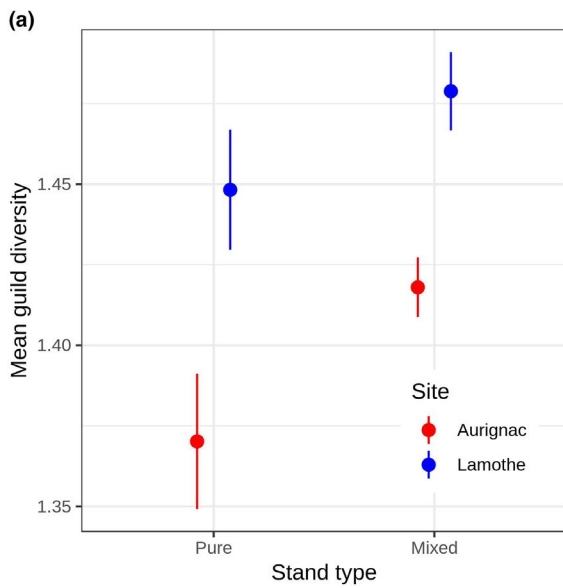 (a)
Mean guild diversity
1.45
1.40
1.35
Site
Aurignac
Lamothe
Pure
Mixed
Stand type